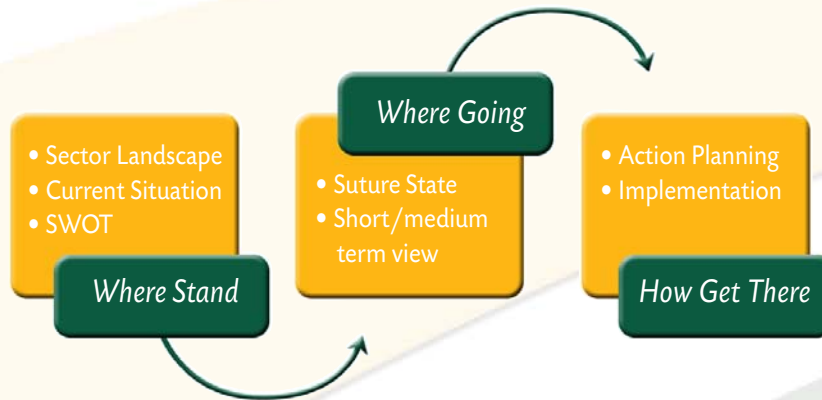 • Sector Landscape
• Current Situation
• SWOT
Where Stand
Where Going
• Suture State
• Short/medium
term view
• Action Planning
• Implementation
How Get There